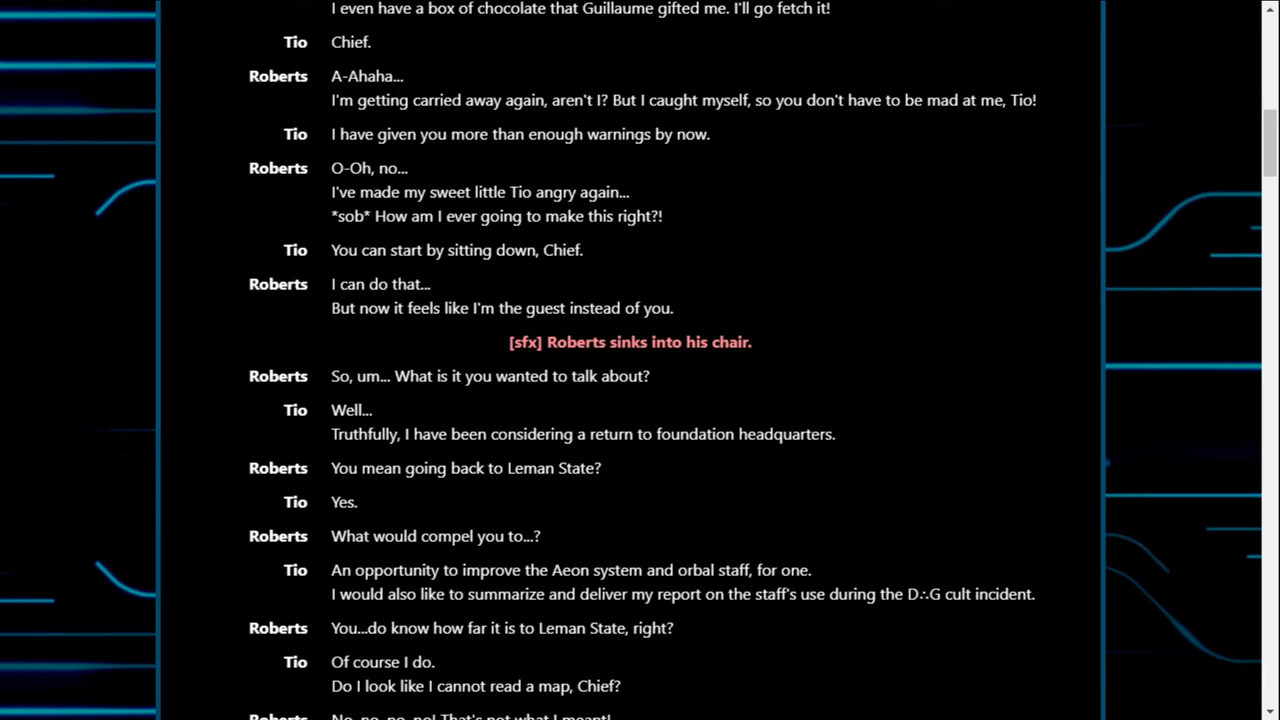 I even have a box of chocolate that Guillaume gifted me. I'll go fetch it!
Tio Chief.
Roberts A-Ahaha...
I'm getting carried away again, aren't I? But I caught myself, so you don't have to be mad at me, Tio!
Tio I have given you more than enough warnings by now.
Roberts O-Oh, no...
I've made my sweet little Tio angry again...
*sob* How am I ever going to make this right?!
Tio You can start by sitting down, Chief.
Roberts I can do that...
But now it feels like I'm the guest instead of you.
[sfx] Roberts sinks into his chair.
Roberts So, um... What is it you wanted to talk about?
Tio Well...
Truthfully, I have been considering a return to foundation headquarters.
Roberts You mean going back to Leman State?
Tio Yes.
Roberts What would compel you to...?
Tio An opportunity to improve the Aeon system and orbal staff, for one.
I would also like to summarize and deliver my report on the staff's use during the D∴G cult incident.
Roberts You...do know how far it is to Leman State, right?
Tio Of course I do.
Do I look like I cannot read a map, Chief?
Roberts No, no, no, no! That's not what I meant!